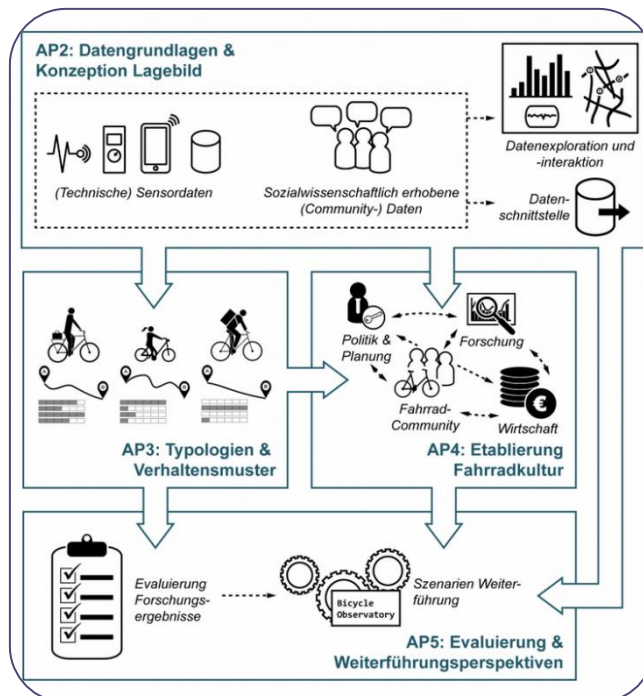 AP2: Datengrundlagen &
Konzeption Lagebild
(Technische) Sensordaten
Sozialwissenschaftlich erhobene
(Community-) Daten
Datenexploration und
-interaktion
Daten-
schnittstelle
AP3: Typologien &
Verhaltensmuster
Politik &
Planung
Forschung
Fahrrad-
Community
Wirtschaft
AP4: Etablierung
Fahrradkultur
Evaluierung
Forschungs-
ergebnisse
Bicycle
Observatory
Szenarien Weiter-
führung
AP5: Evaluierung &
Weiterführungsperspektiven